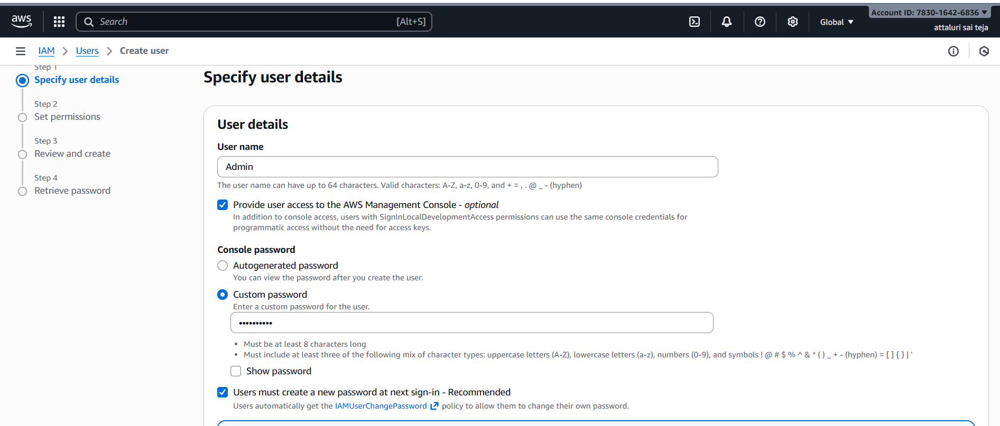 aws
Search [Alt+S]
Global
Account ID: 7830-1642-6836
attaluri sai teja
IAM
Users
Create user
Step 1
Specify user details
Step 2
Set permissions
Step 3
Review and create
Step 4
Retrieve password
Specify user details
User details
User name
Admin
The user name can have up to 64 characters. Valid characters: A-Z, a-z, 0-9, and + = , . @ _ - (hyphen)
Provide user access to the AWS Management Console - optional
In addition to console access, users with SignInLocalDevelopmentAccess permissions can use the same console credentials for
programmatic access without the need for access keys.
Console password
Autogenerated password
You can view the password after you create the user.
Custom password
Enter a custom password for the user.
••••••••••
• Must be at least 8 characters long
• Must include at least three of the following mix of character types: uppercase letters (A-Z), lowercase letters (a-z), numbers (0-9), and symbols ! @ # $ % ^ & * ( ) _ + - (hyphen) = [ ] { } | '
Show password
Users must create a new password at next sign-in - Recommended
Users automatically get the IAMUserChangePassword policy to allow them to change their own password.